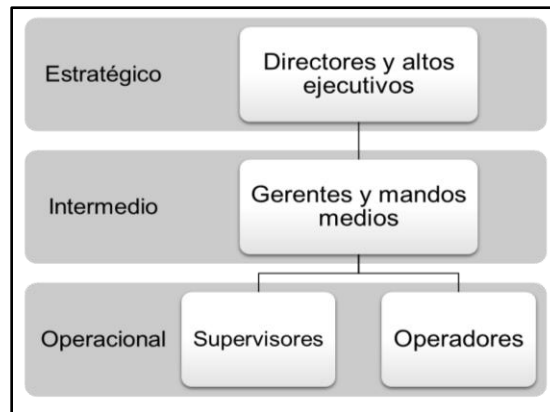 Estratégico
Directores y altos
ejecutivos
Intermedio
Gerentes y mandos
medios
Operacional
Supervisores
Operadores